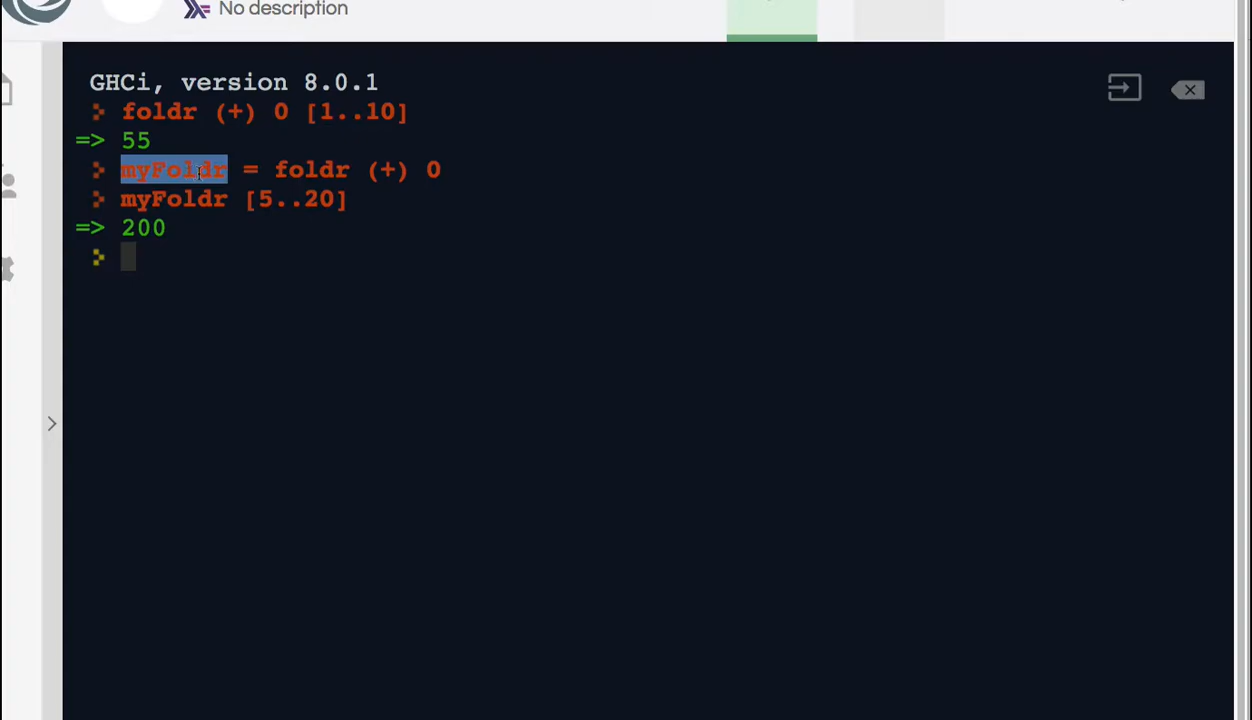 No description
GHCi, version 8.0.1
foldr (+) 0 [1..10]
=> 55
myFoldr = foldr (+) 0
myFoldr [5..20]
=> 200